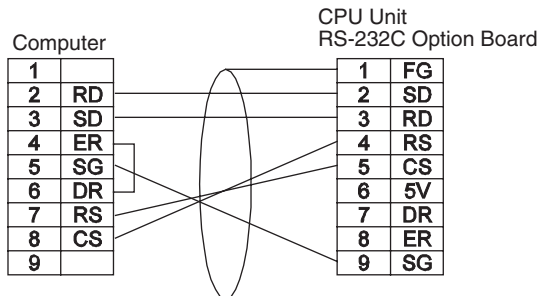 CPU Unit
RS-232C Option Board
Computer
1 1 FG
2 RD 2 SD
3 SD 3 RD
4 ER 4 RS
5 SG 5 CS
6 DR 6 5V
7 RS 7 DR
8 CS 8 ER
9 9 SG